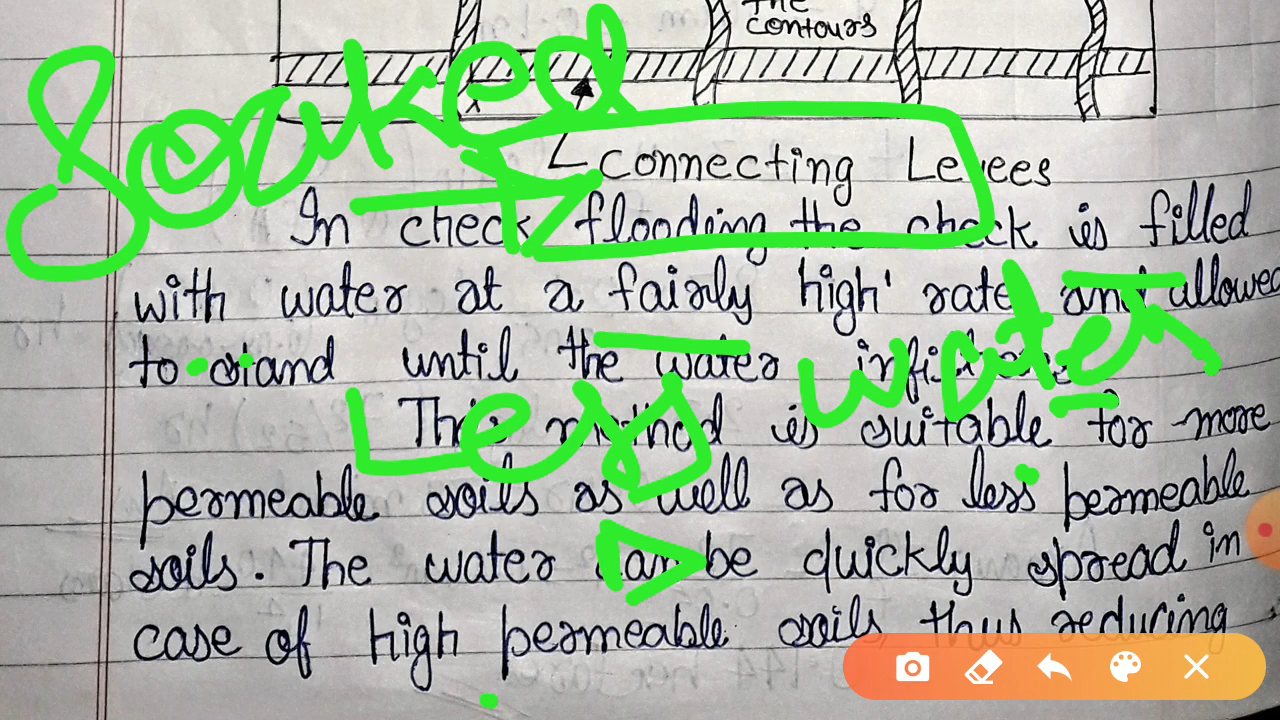 the
contours
Soaked
Connecting Levees
In check flooding the check is filled
with water at a fairly high rate and allowed
to stand until the water infiltrates
Less water
This method is suitable for more
permeable soils as well as for less permeable
soils. The water can be quickly spread in
case of high permeable soils thus reducing